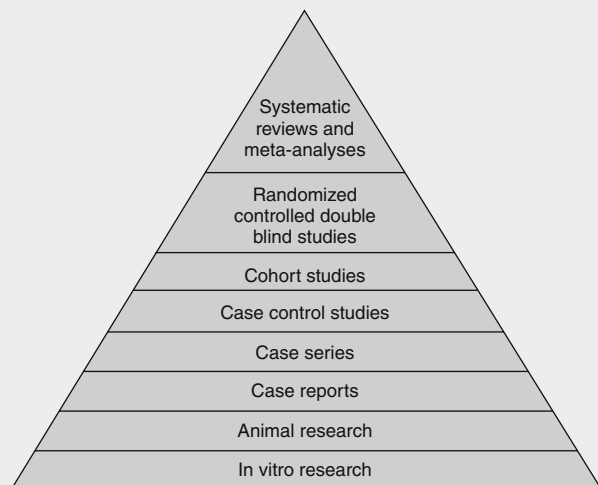 Systematic
reviews and
meta-analyses
Randomized
controlled double
blind studies
Cohort studies
Case control studies
Case series
Case reports
Animal research
In vitro research